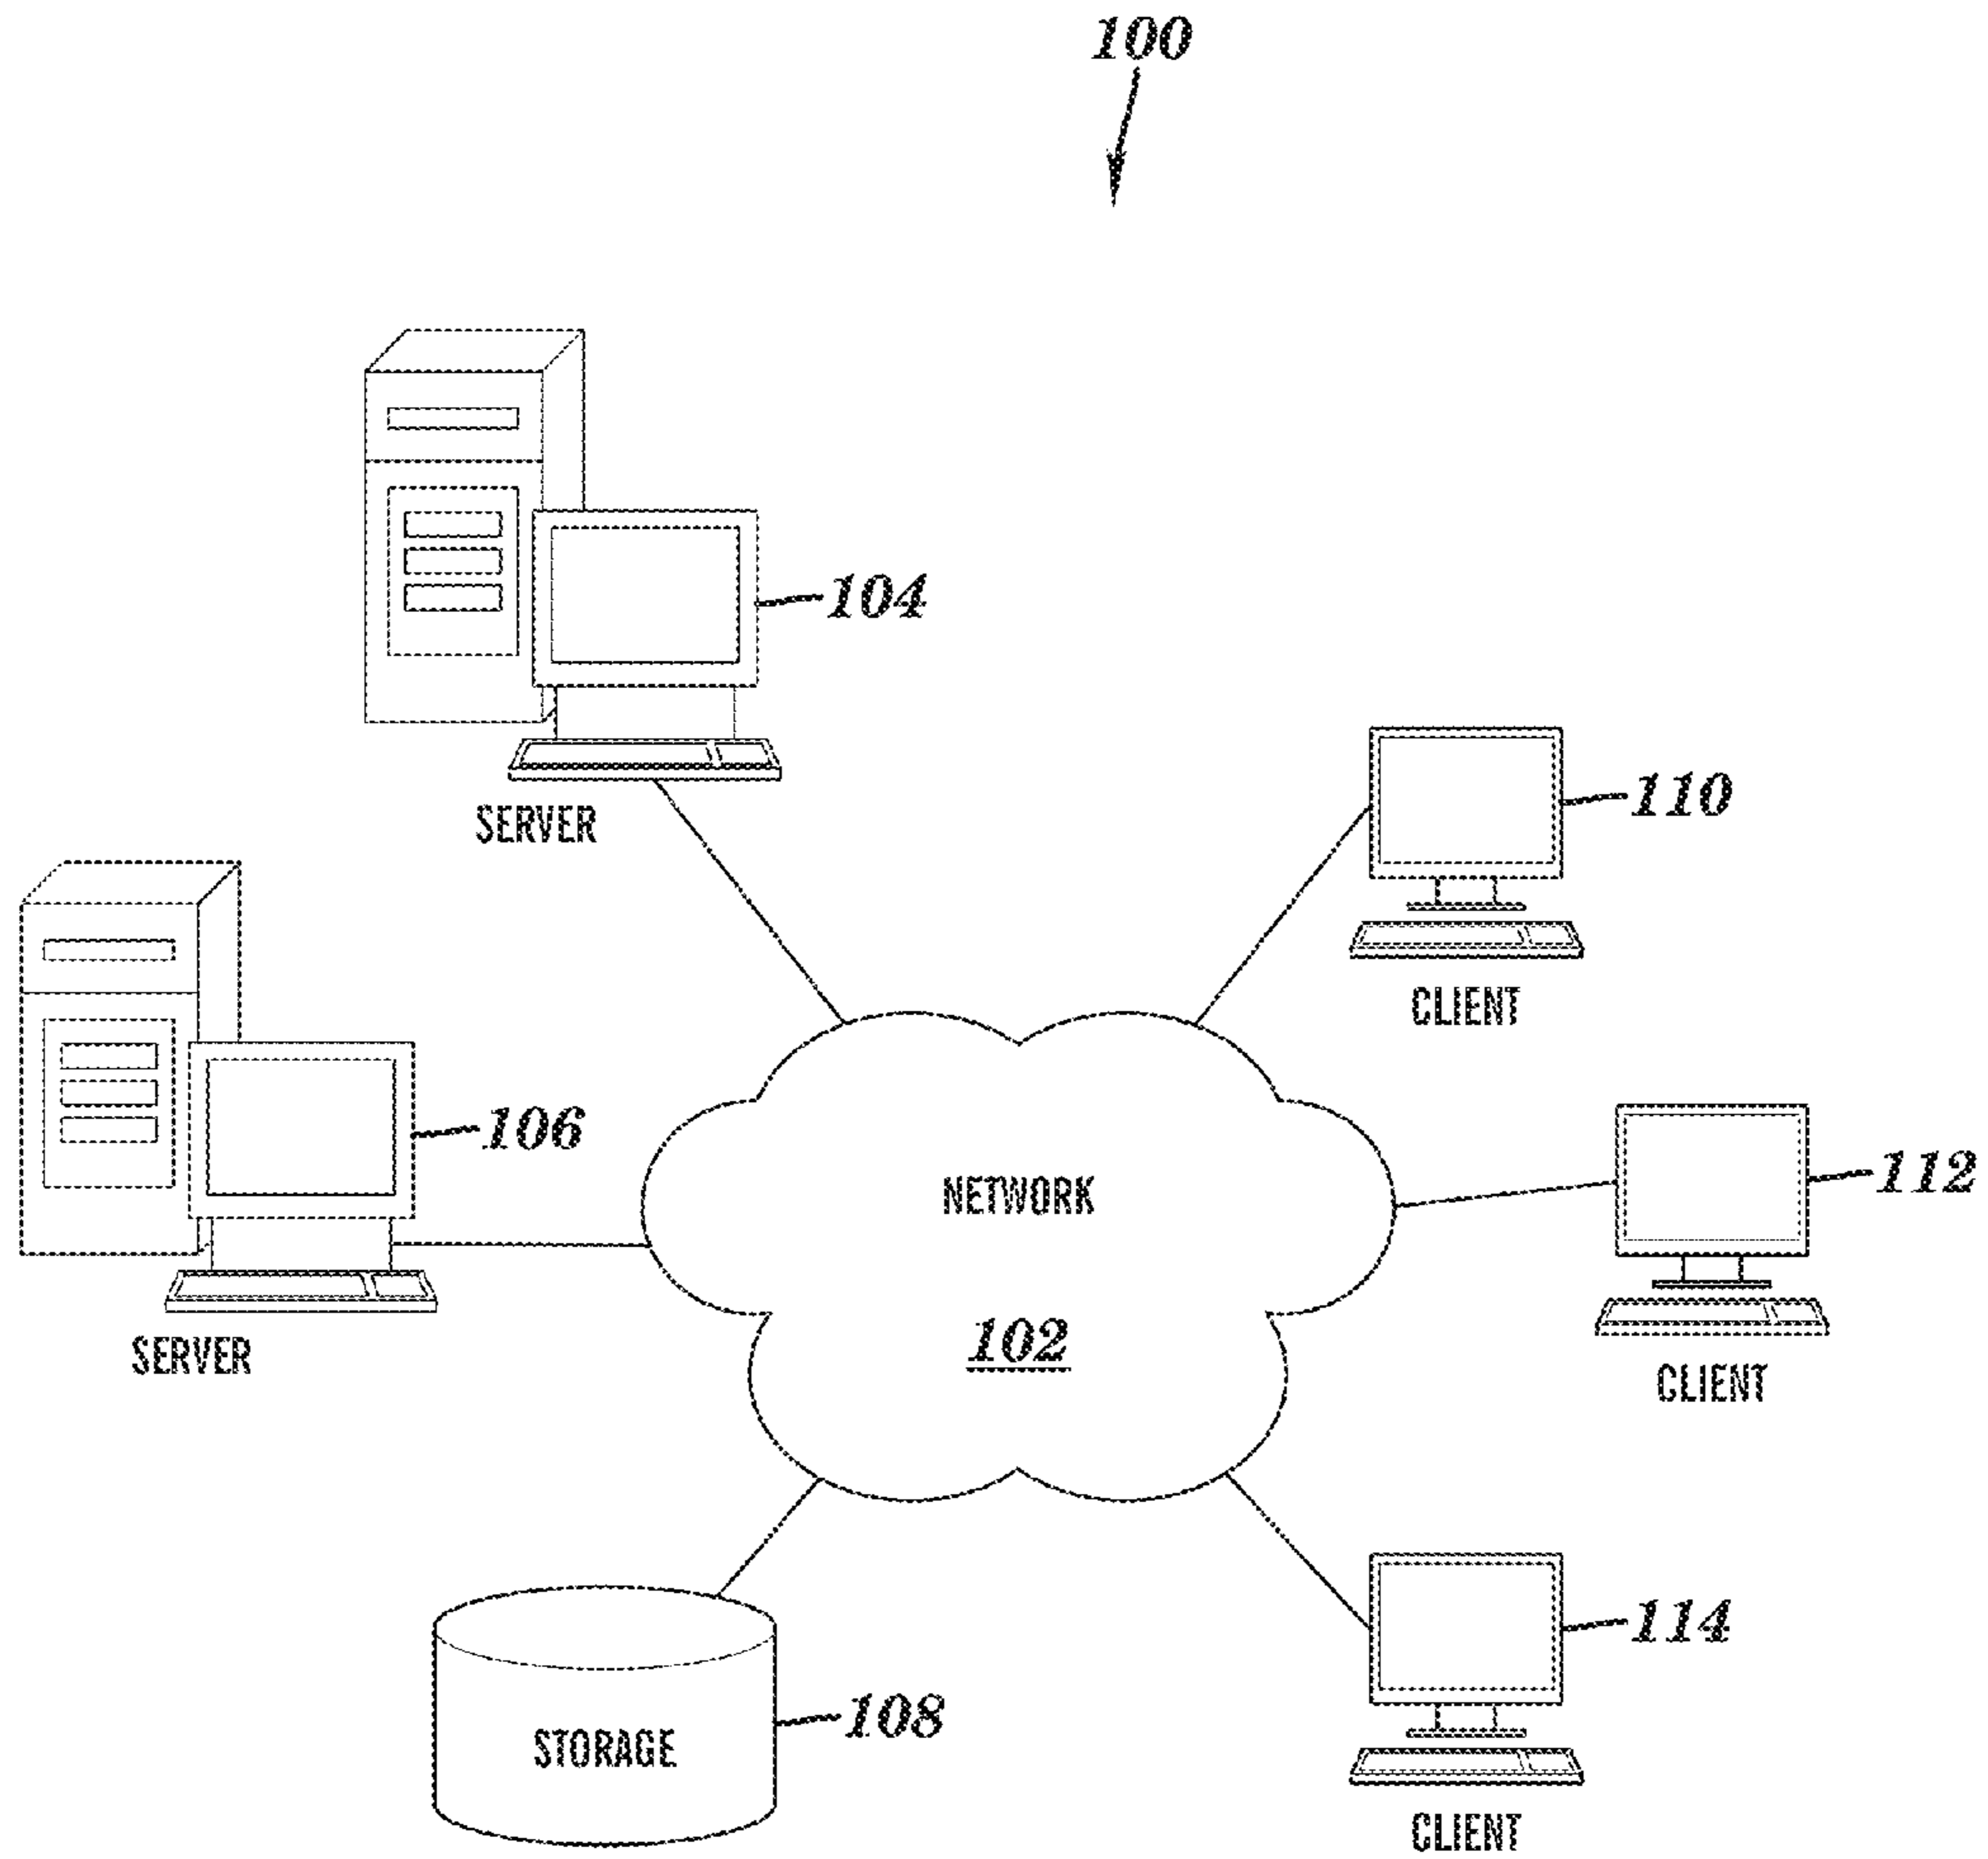 100
104
SERVER
110
CLIENT
106
SERVER
NETWORK
102
112
CLIENT
STORAGE
108
114
CLIENT